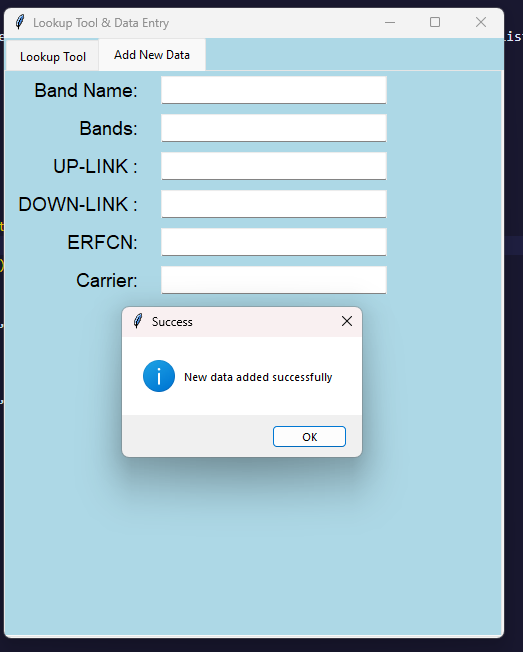 Lookup Tool & Data Entry
Lookup Tool
Add New Data
Band Name:
Bands:
UP-LINK :
DOWN-LINK :
ERFCN:
Carrier:
Success
New data added successfully
OK